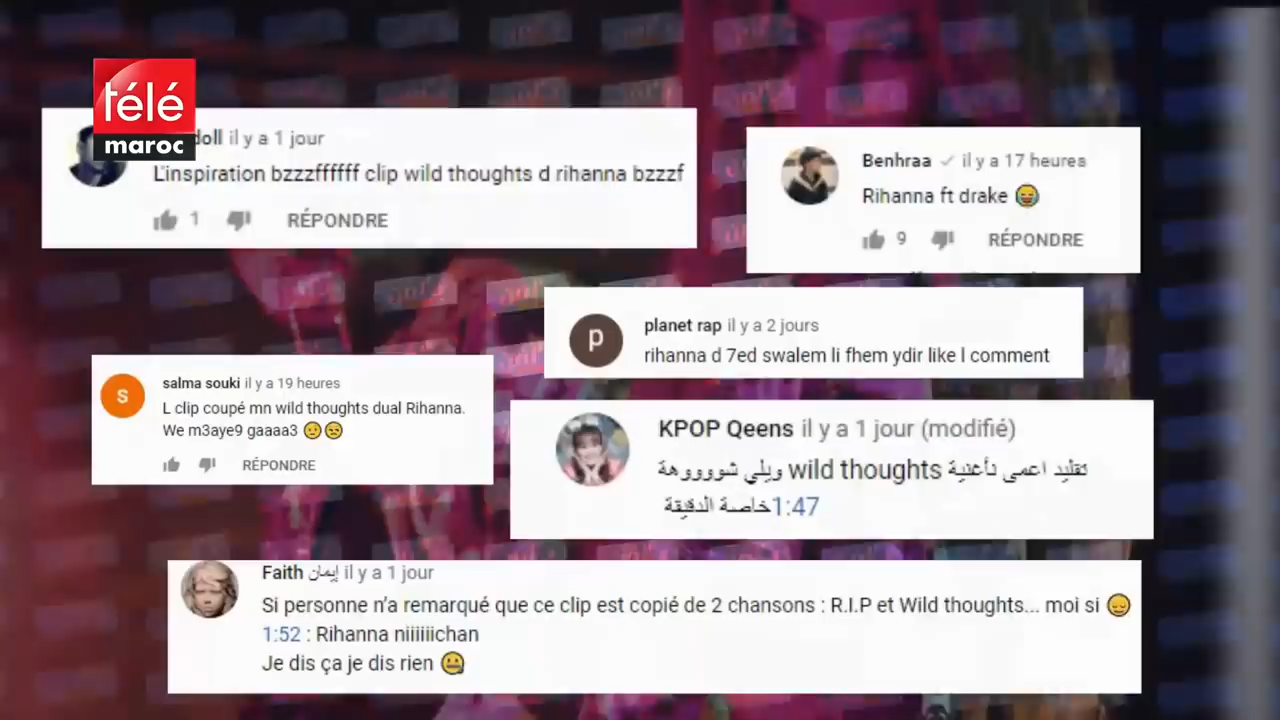 télé
maroc
doll il y a 1 jour
L'inspiration bzzzffffff clip wild thoughts d rihanna bzzzf
1 RÉPONDRE
Benhraa il y a 17 heures
Rihanna ft drake 😂
9 RÉPONDRE
planet rap il y a 2 jours
p
rihanna d 7ed swalem li fhem ydir like l comment
salma souki il y a 19 heures
s
L clip coupé mn wild thoughts dual Rihanna.
We m3aye9 gaaaa3 😐😒
RÉPONDRE
KPOP Qeens il y a 1 jour (modifié)
تقليد اعمى لأغنية wild thoughts ويلي شووووهة
خاصة الدقيقة 1:47
Faith إيمان il y a 1 jour
Si personne n'a remarqué que ce clip est copié de 2 chansons : R.I.P et Wild thoughts... moi si 😌
1:52 : Rihanna niiiiiichan
Je dis ça je dis rien 🤐